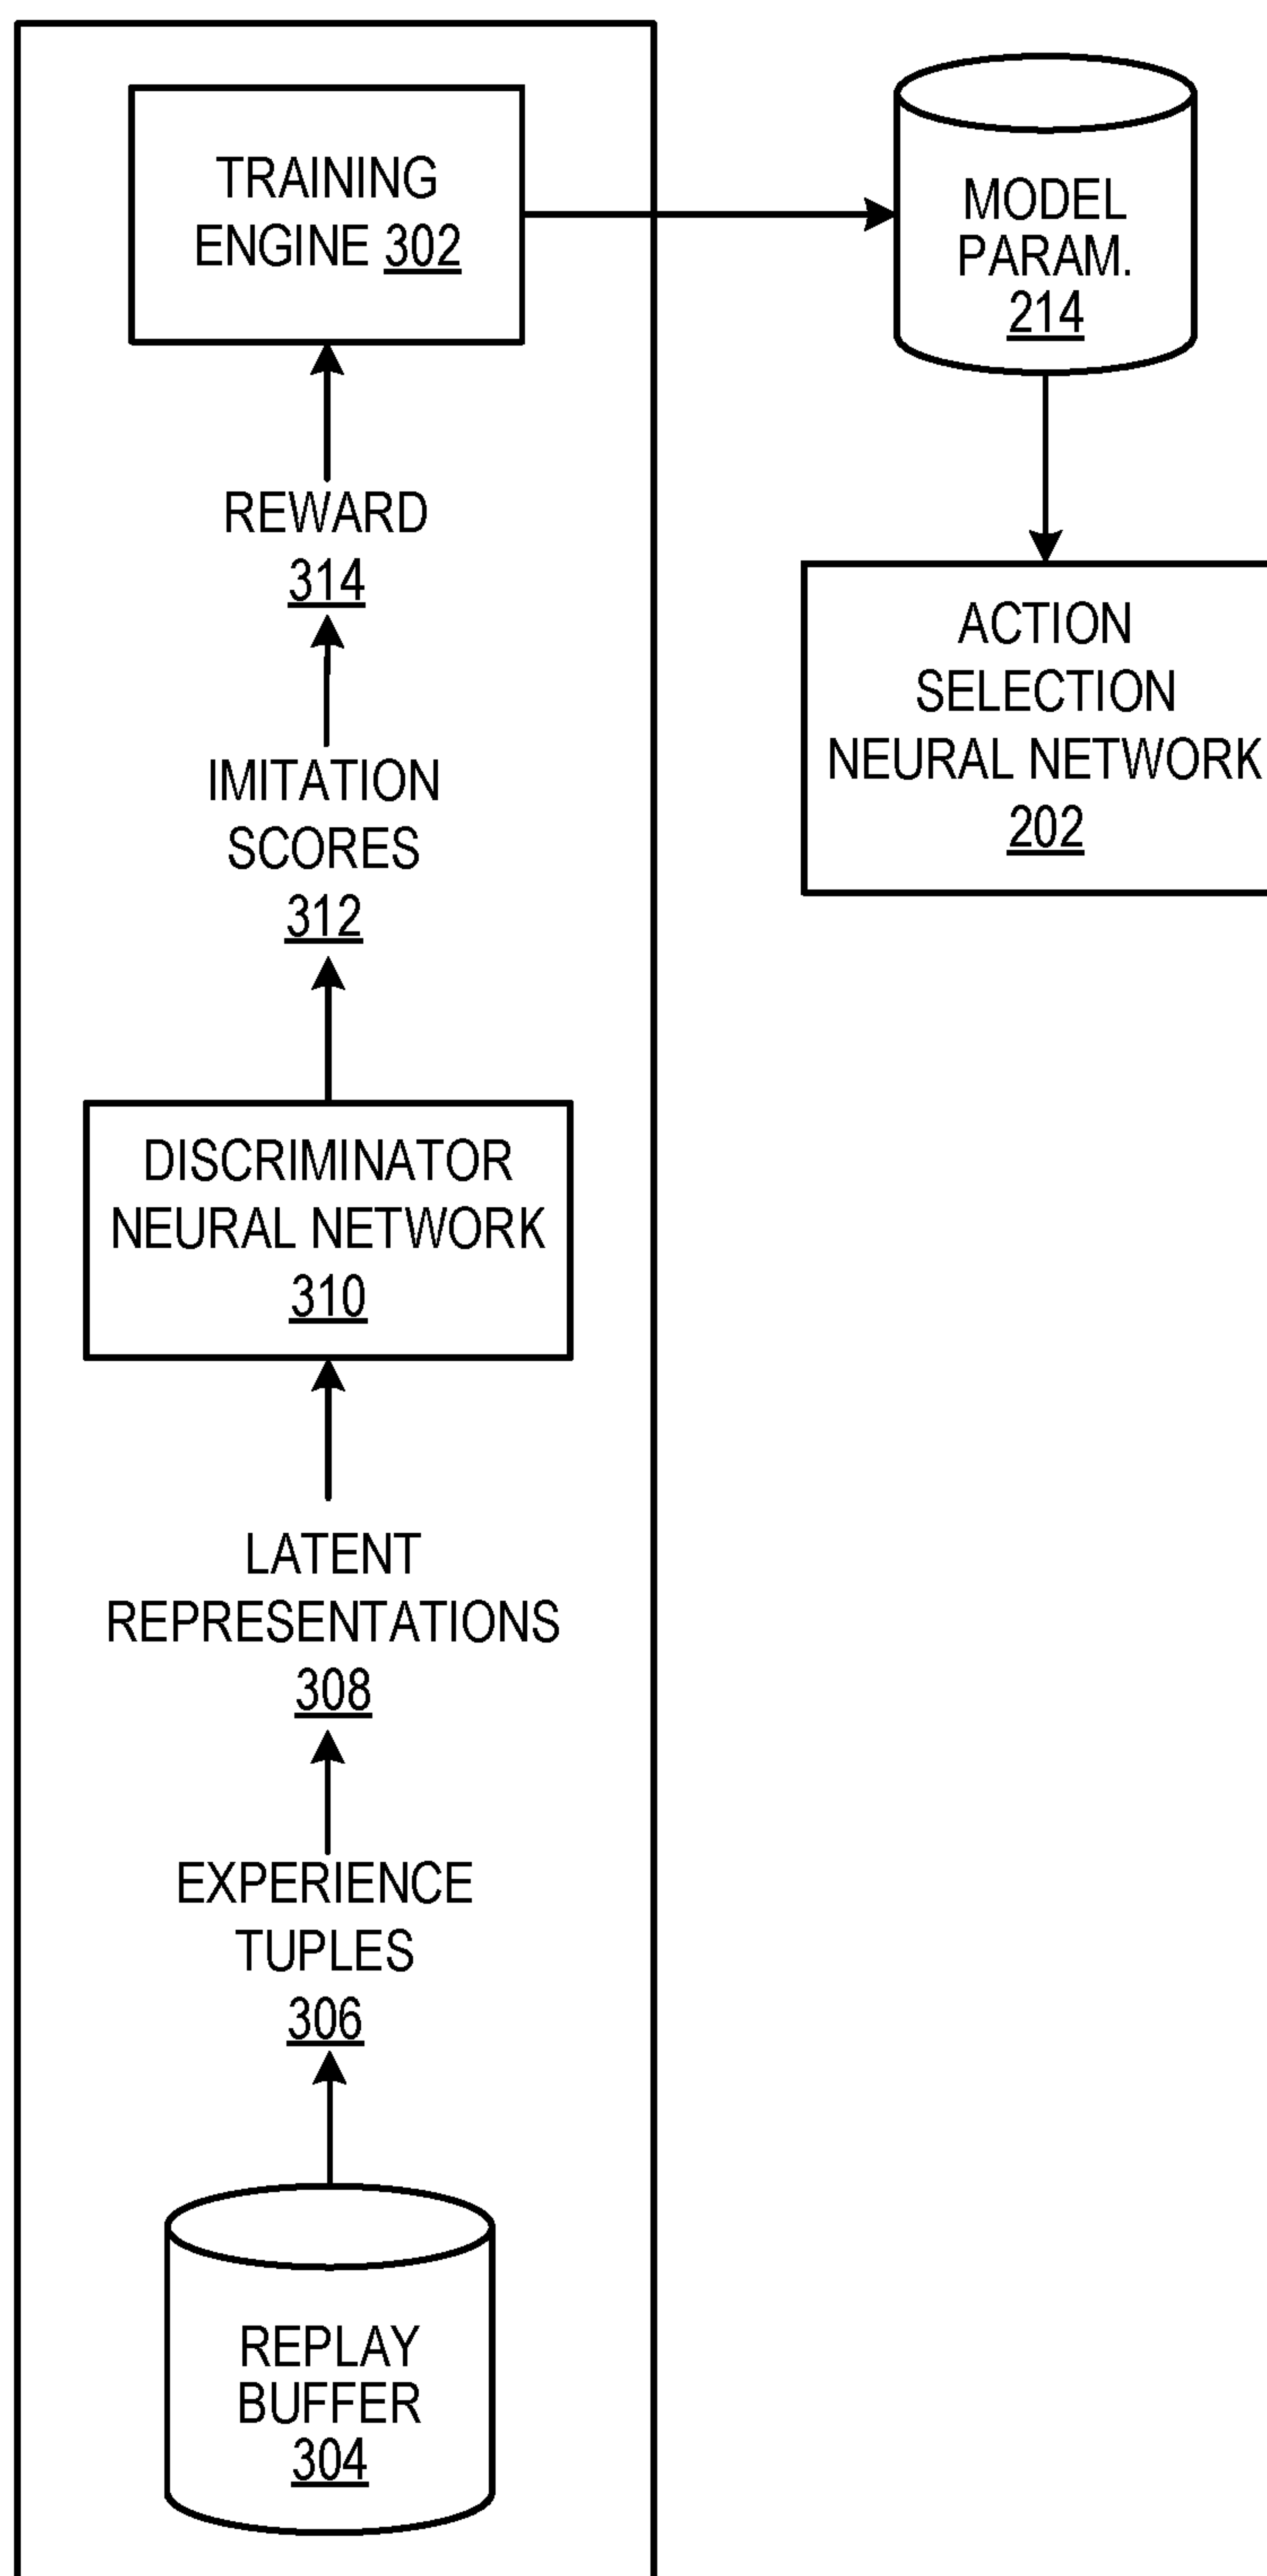 TRAINING
ENGINE 302
MODEL
PARAM.
214
REWARD
314
ACTION
SELECTION
NEURAL NETWORK
202
IMITATION
SCORES
312
DISCRIMINATOR
NEURAL NETWORK
310
LATENT
REPRESENTATIONS
308
EXPERIENCE
TUPLES
306
REPLAY
BUFFER
304